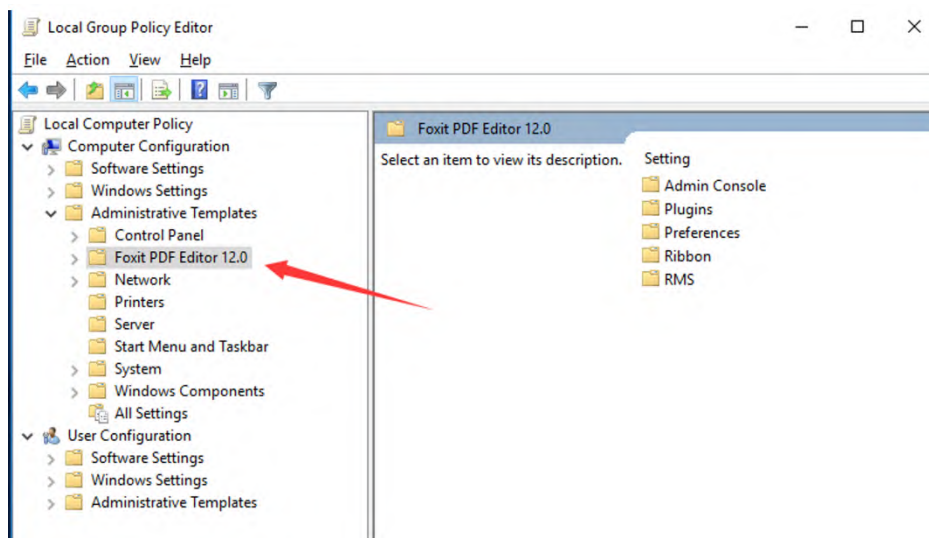 Local Group Policy Editor
File Action View Help
Local Computer Policy
Computer Configuration
Software Settings
Windows Settings
Administrative Templates
Control Panel
Foxit PDF Editor 12.0
Network
Printers
Server
Start Menu and Taskbar
System
Windows Components
All Settings
User Configuration
Software Settings
Windows Settings
Administrative Templates
Foxit PDF Editor 12.0
Select an item to view its description.
Setting
Admin Console
Plugins
Preferences
Ribbon
RMS